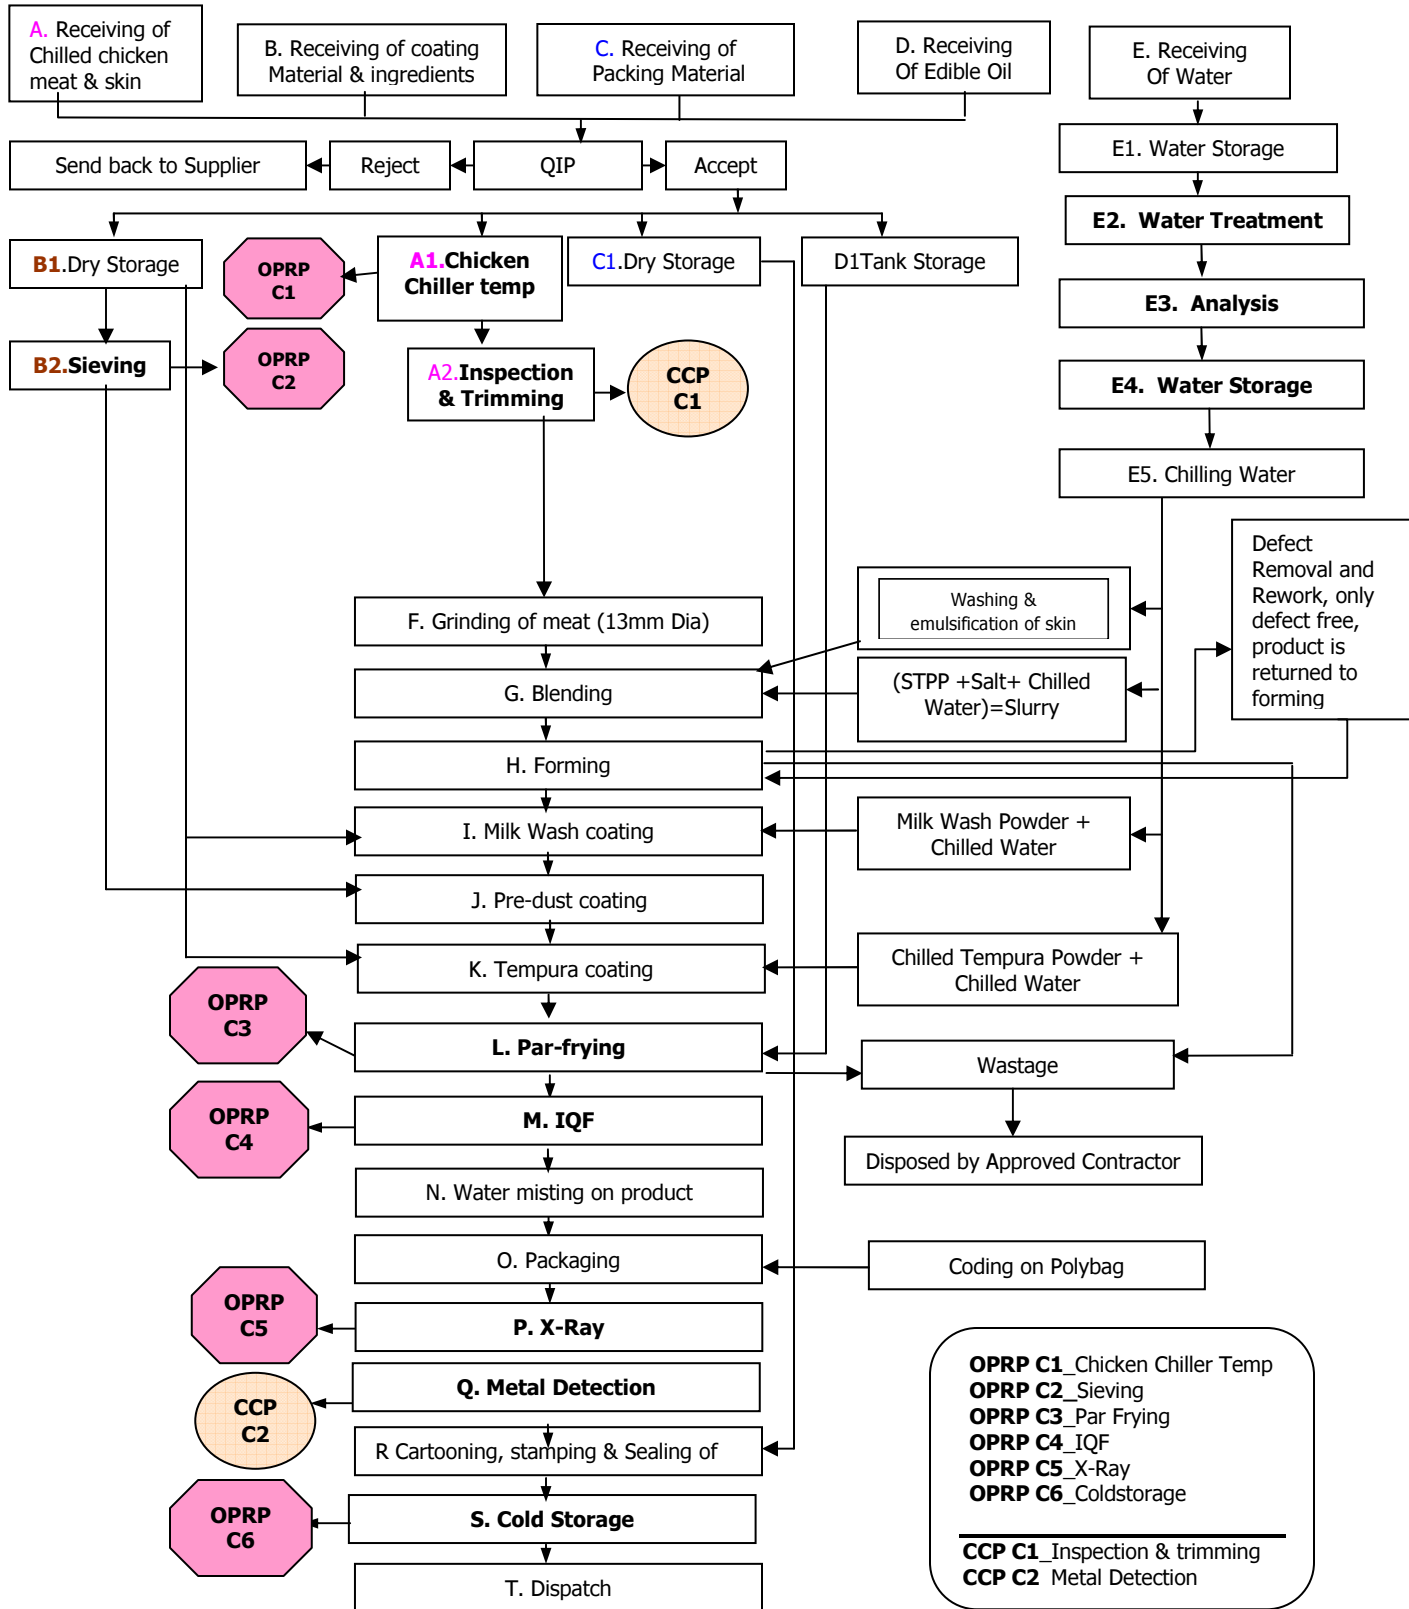 A. Receiving of
Chilled chicken
meat & skin
B. Receiving of coating
Material & ingredients
C. Receiving of
Packing Material
D. Receiving
Of Edible Oil
E. Receiving
Of Water
Send back to Supplier
Reject
QIP
Accept
E1. Water Storage
E2. Water Treatment
B1.Dry Storage
OPRP
C1
A1.Chicken
Chiller temp
C1.Dry Storage
D1Tank Storage
E3. Analysis
B2.Sieving
OPRP
C2
A2.Inspection
& Trimming
CCP
C1
E4. Water Storage
E5. Chilling Water
Defect
Removal and
Rework, only
defect free,
product is
returned to
forming
Washing &
emulsification of skin
F. Grinding of meat (13mm Dia)
G. Blending
(STPP +Salt+ Chilled
Water)=Slurry
H. Forming
I. Milk Wash coating
Milk Wash Powder +
Chilled Water
J. Pre-dust coating
K. Tempura coating
Chilled Tempura Powder +
Chilled Water
OPRP
C3
L. Par-frying
Wastage
OPRP
C4
M. IQF
Disposed by Approved Contractor
N. Water misting on product
O. Packaging
Coding on Polybag
OPRP
C5
P. X-Ray
Q. Metal Detection
CCP
C2
R Cartooning, stamping & Sealing of
OPRP
C6
S. Cold Storage
T. Dispatch
OPRP C1_Chicken Chiller Temp
OPRP C2_Sieving
OPRP C3_Par Frying
OPRP C4_IQF
OPRP C5_X-Ray
OPRP C6_Coldstorage
CCP C1_Inspection & trimming
CCP C2 Metal Detection